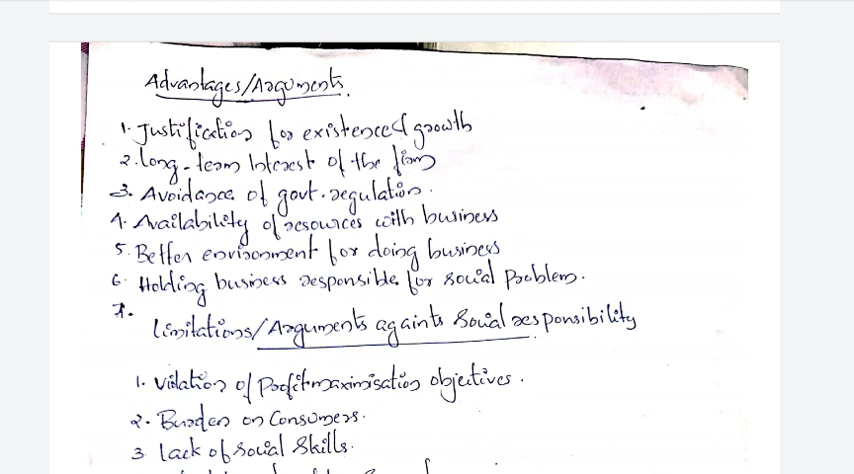 Advantages/Arguments.
1. Justification for existence & growth
2. Long-term Interest of the firm
3. Avoidance of govt. regulation.
4. Availability of resources with business
5. Better environment for doing business
6. Holding business responsible for social problems.
7.
Limitations/Arguments againts Social responsibility
1. Violation of Profit maximisation objectives.
2. Burden on Consumers.
3 lack of social skills.